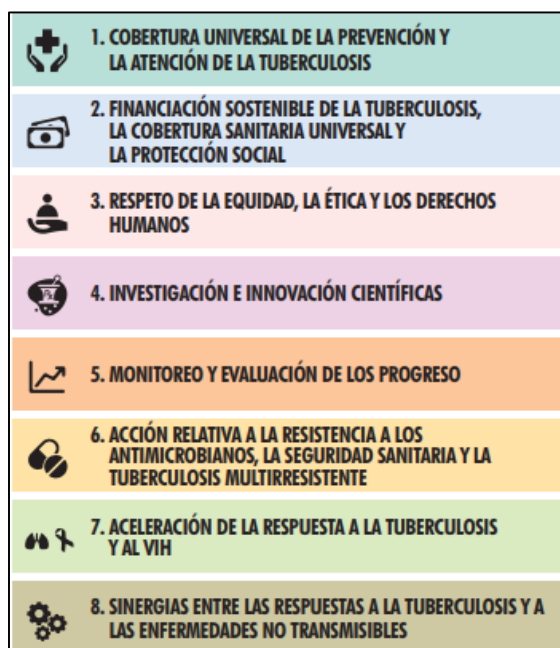 1. COBERTURA UNIVERSAL DE LA PREVENCIÓN Y
LA ATENCIÓN DE LA TUBERCULOSIS
2. FINANCIACIÓN SOSTENIBLE DE LA TUBERCULOSIS,
LA COBERTURA SANITARIA UNIVERSAL Y
LA PROTECCIÓN SOCIAL
3. RESPETO DE LA EQUIDAD, LA ÉTICA Y LOS DERECHOS
HUMANOS
4. INVESTIGACIÓN E INNOVACIÓN CIENTÍFICAS
5. MONITOREO Y EVALUACIÓN DE LOS PROGRESO
6. ACCIÓN RELATIVA A LA RESISTENCIA A LOS
ANTIMICROBIANOS, LA SEGURIDAD SANITARIA Y LA
TUBERCULOSIS MULTIRRESISTENTE
7. ACELERACIÓN DE LA RESPUESTA A LA TUBERCULOSIS
Y AL VIH
8. SINERGIAS ENTRE LAS RESPUESTAS A LA TUBERCULOSIS Y A
LAS ENFERMEDADES NO TRANSMISIBLES